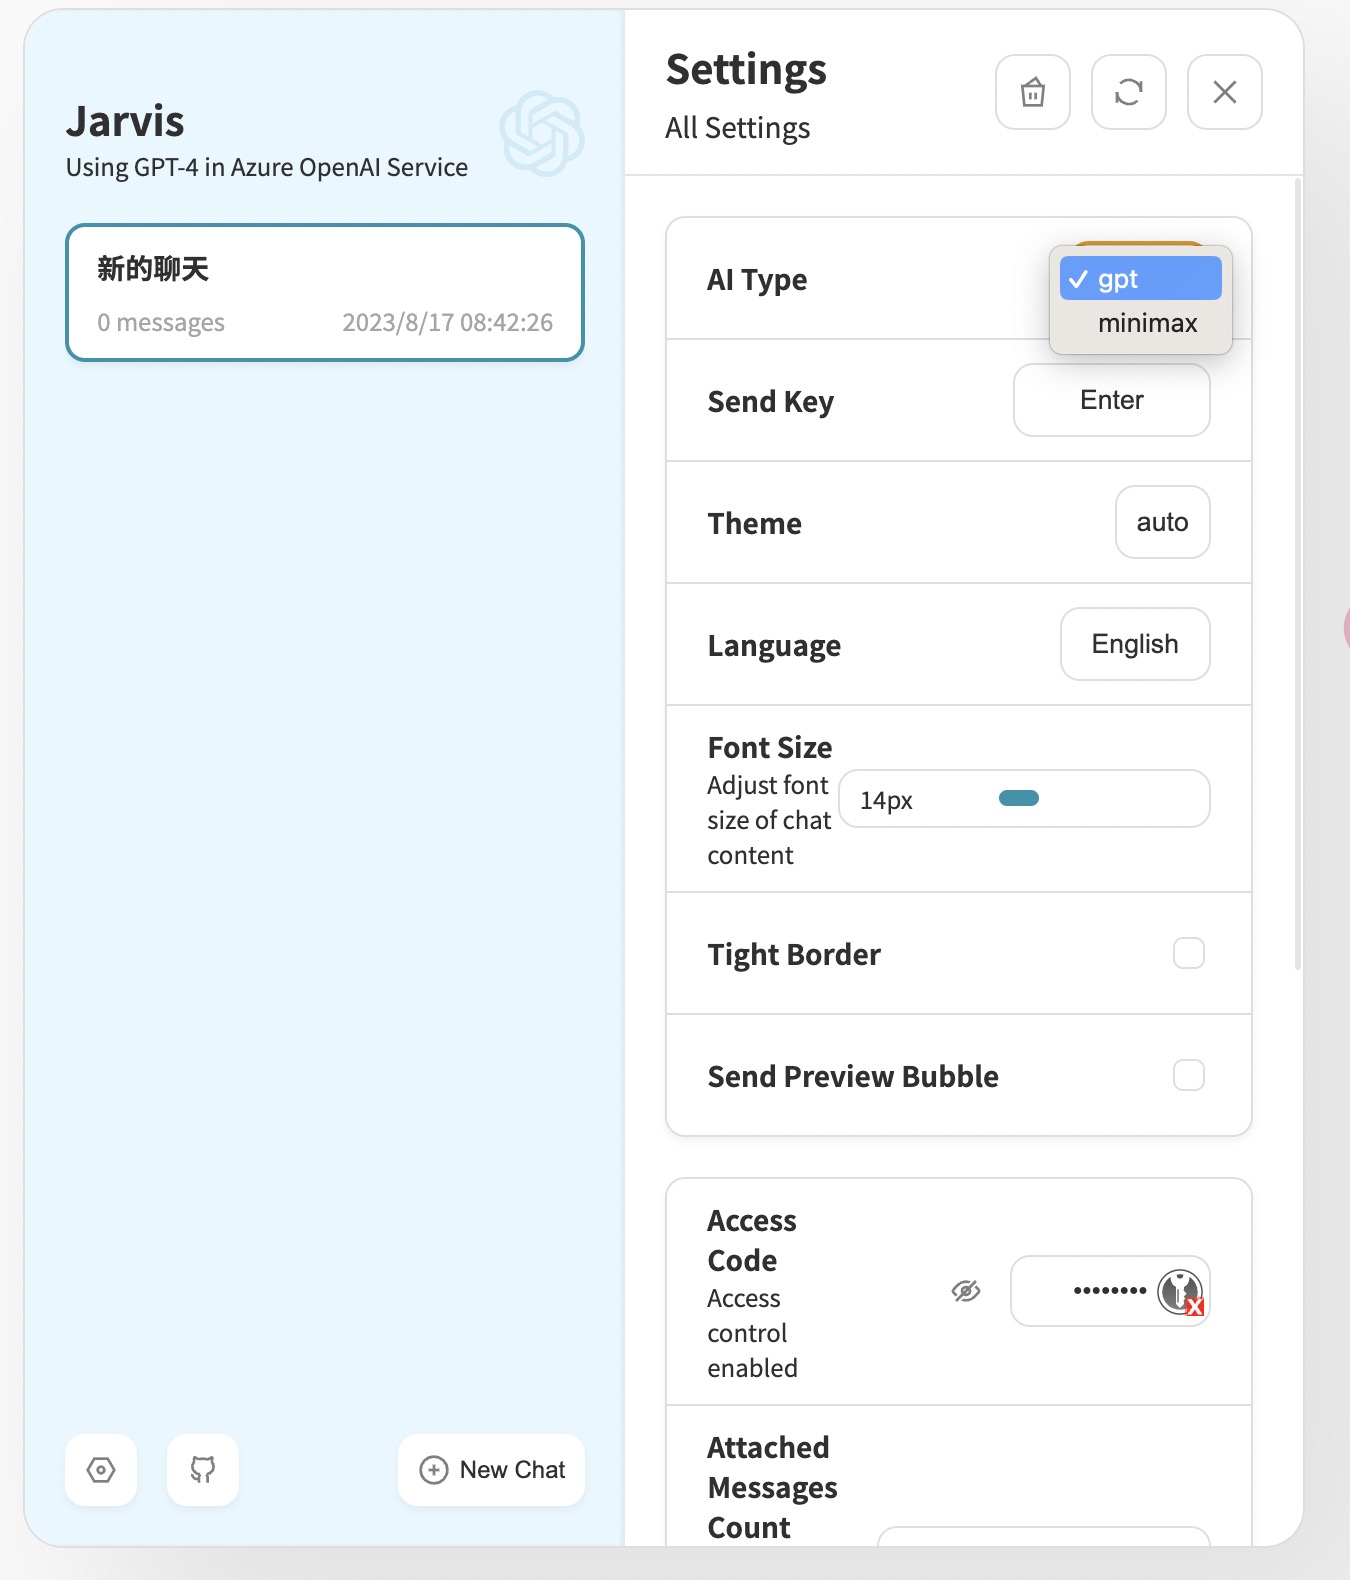 Jarvis
Using GPT-4 in Azure OpenAI Service
新的聊天
0 messages 2023/8/17 08:42:26
New Chat
Settings
All Settings
AI Type
✓ gpt
minimax
Send Key
Enter
Theme
auto
Language
English
Font Size
Adjust font
size of chat
content
14px
Tight Border
Send Preview Bubble
Access
Code
Access
control
enabled
••••••••
X
Attached
Messages
Count